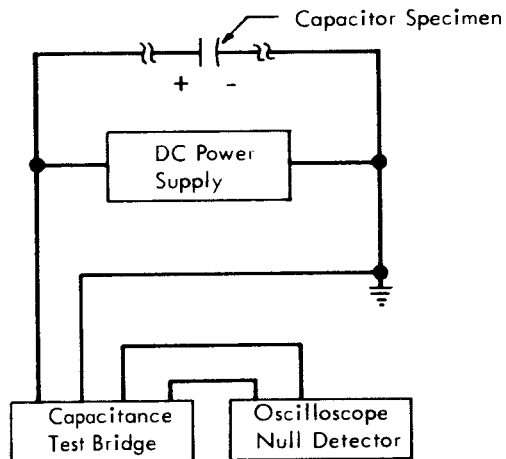 Capacitor Specimen
+ -
DC Power
Supply
Capacitance
Test Bridge
Oscilloscope
Null Detector